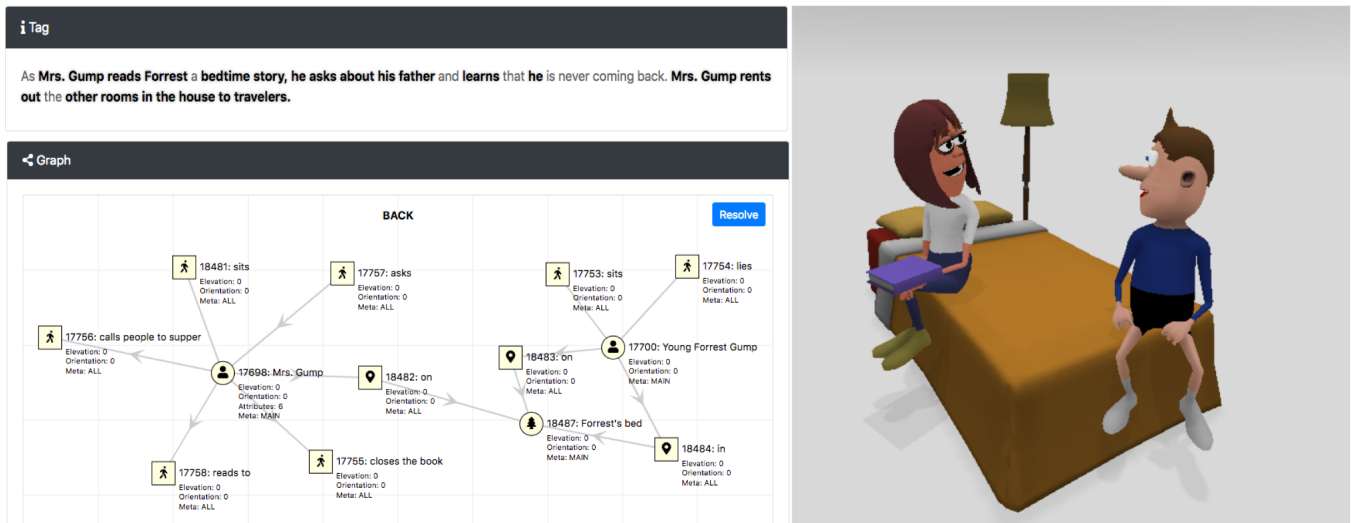 Tag
As Mrs. Gump reads Forrest a bedtime story, he asks about his father and learns that he is never coming back. Mrs. Gump rents
out the other rooms in the house to travelers.
Graph
BACK
Resolve
18481: sits
Elevation: 0
Orientation: 0
Meta: ALL
17757: asks
Elevation: 0
Orientation: 0
Meta: ALL
17753: sits
Elevation: 0
Orientation: 0
Meta: ALL
17754: lies
Elevation: 0
Orientation: 0
Meta: ALL
17756: calls people to supper
Elevation: 0
Orientation: 0
Meta: ALL
17698: Mrs. Gump
Elevation: 0
Orientation: 0
Attributes: 6
Meta: MAIN
18482: on
Elevation: 0
Orientation: 0
Meta: ALL
18483: on
Elevation: 0
Orientation: 0
Meta: ALL
17700: Young Forrest Gump
Elevation: 0
Orientation: 0
Meta: MAIN
18487: Forrest's bed
Elevation: 0
Orientation: 0
Meta: MAIN
18484: in
Elevation: 0
Orientation: 0
Meta: ALL
17758: reads to
Elevation: 0
Orientation: 0
Meta: ALL
17755: closes the book
Elevation: 0
Orientation: 0
Meta: ALL